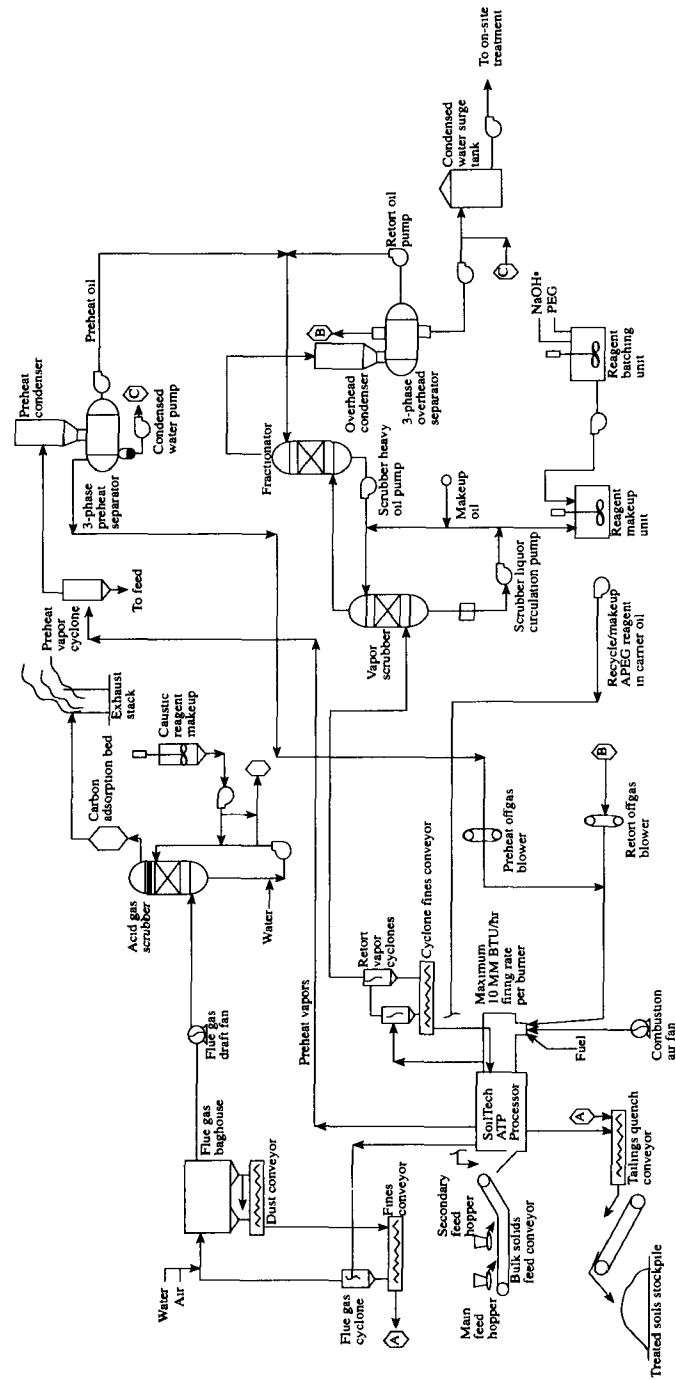 Water
Air
Flue gas
baghouse
Dust conveyor
Flue gas
cyclone
Fines
conveyor
A
Flue gas
draft fan
Acid gas
scrubber
Water
Carbon
adsorption bed
Exhaust
stack
Caustic
reagent
makeup
Preheat vapors
Preheat vapor
cyclone
To feed
Preheat
condenser
3-phase
preheat
separator
C
Condensed
water pump
Preheat oil
Fractionator
Overhead
condenser
B
3-phase
overhead
separator
Retort oil
pump
Condensed
water surge
tank
To on-site
treatment
C
Scrubber heavy
oil pump
Vapor
scrubber
Makeup
oil
Scrubber liquor
circulation pump
NaOH•
PEG
Reagent
batching
unit
Reagent
makeup
unit
Recycle/makeup
APEG reagent
in carrier oil
Retort
vapor
cyclones
Cyclone fines conveyor
Preheat offgas
blower
B
Retort offgas
blower
Maximum
10 MM BTU/hr
firing rate
per burner
Fuel
Combustion
air fan
SoilTech
ATP
Processor
Secondary
feed hopper
Main
feed
hopper
Bulk solids
feed conveyor
A
Tailings quench
conveyor
Treated soils stockpile